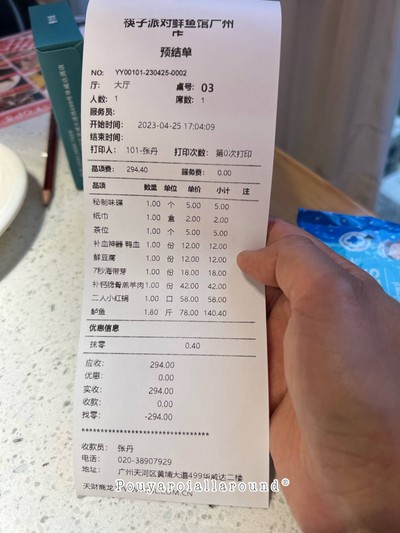 筷子派对鲜鱼馆广州
店
预结单
NO: YY00101-230425-0002
厅: 大厅 桌号: 03
人数: 1 席数: 1
服务员:
开始时间: 2023-04-25 17:04:09
结束时间:
打印人: 101-张丹 打印次数: 第0次打印
品项费: 294.40 服务费: 0.00
品项 数量 单位 单价 小计 注
秘制味碟 1.00 个 5.00 5.00
纸巾 1.00 盒 2.00 2.00
茶位 1.00 个 5.00 5.00
补血神器 鸭血 1.00 份 12.00 12.00
鲜豆腐 1.00 份 12.00 12.00
7秒海带芽 1.00 份 18.00 18.00
补钙 羔羊肉 1.00 份 42.00 42.00
二人小红锅 1.00 口 58.00 58.00
鲈鱼 1.80 斤 78.00 140.40
优惠信息
抹零 0.40
应收: 294.00
优惠: 0.00
实收: 294.00
收款: 0.00
找零: -294.00
********************************
收款员: 张丹
电话: 020-38907929
地址: 广州天河区黄埔大道499华威达二楼
天财商龙
Pouyaroiallaround®